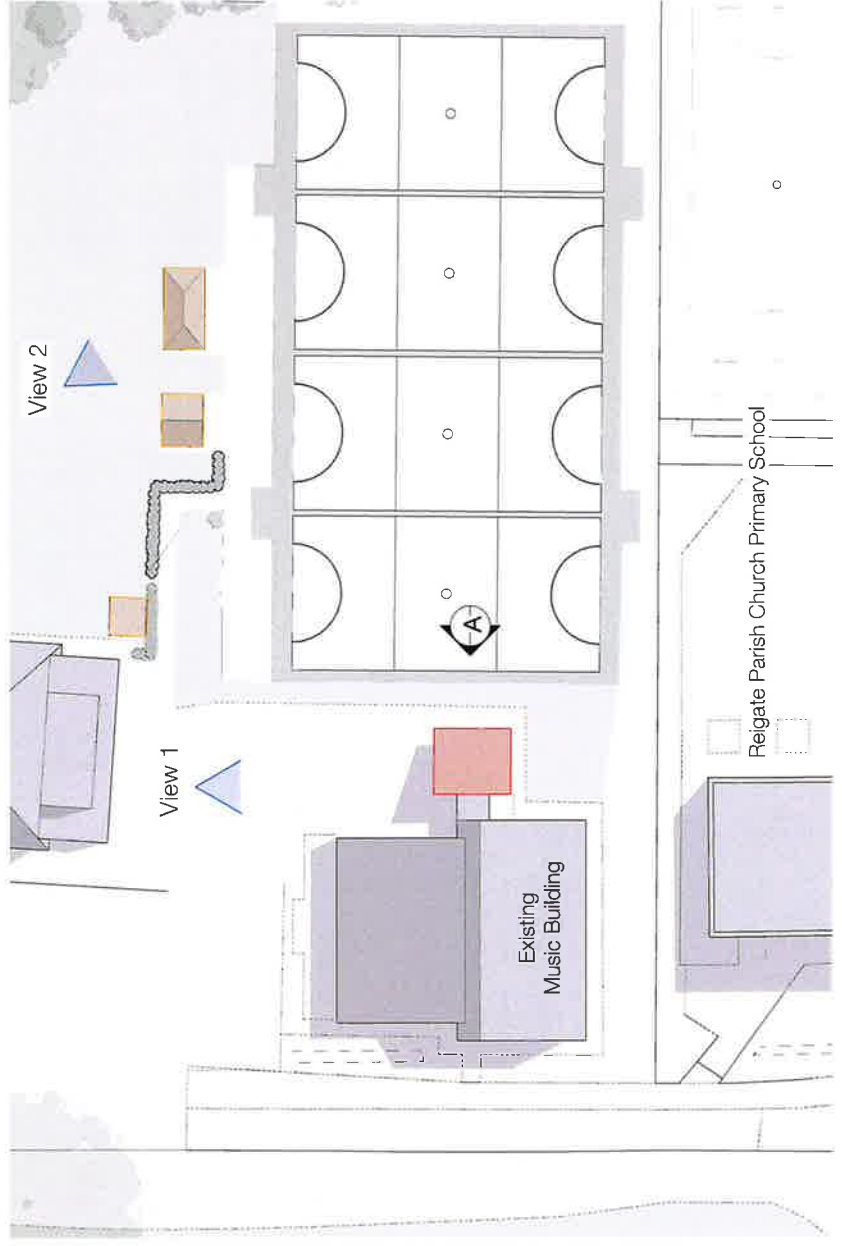 View 2
View 1
A
Existing
Music Building
Reigate Parish Church Primary School